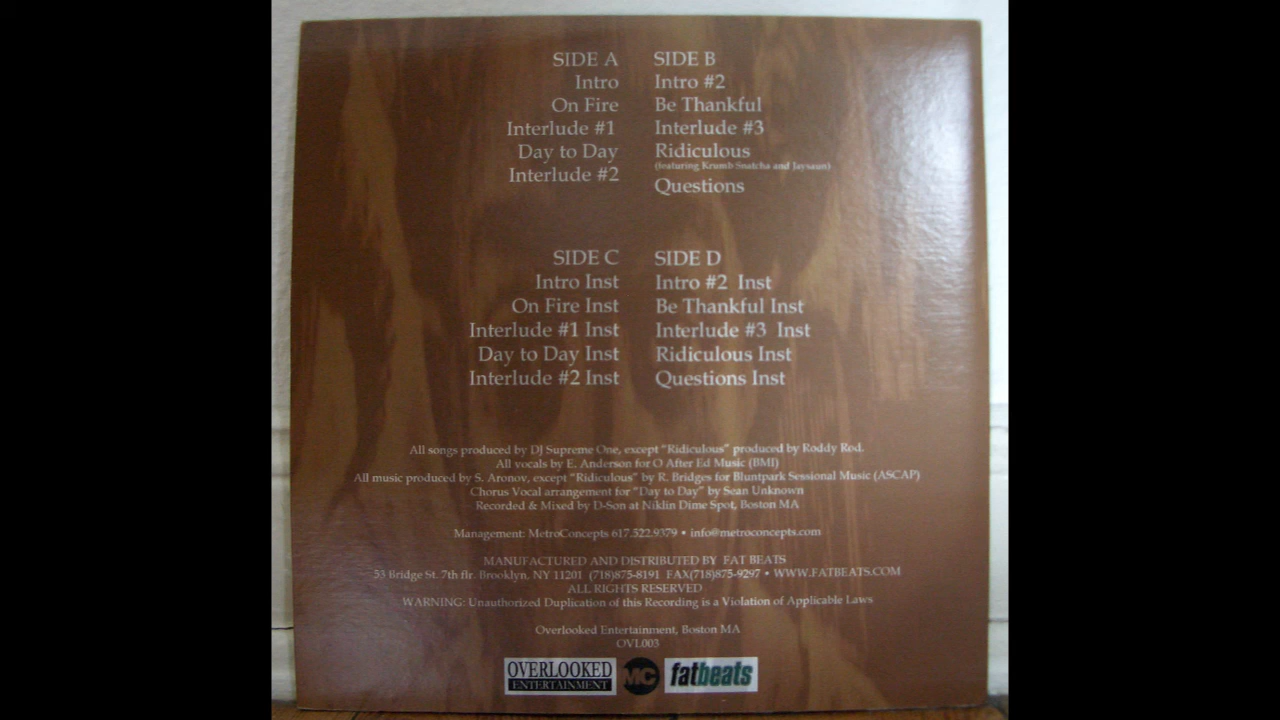 SIDE A
Intro
On Fire
Interlude #1
Day to Day
Interlude #2
SIDE B
Intro #2
Be Thankful
Interlude #3
Ridiculous
(featuring Krumb Snatcha and Jaysaun)
Questions
SIDE C
Intro Inst
On Fire Inst
Interlude #1 Inst
Day to Day Inst
Interlude #2 Inst
SIDE D
Intro #2 Inst
Be Thankful Inst
Interlude #3 Inst
Ridiculous Inst
Questions Inst
All songs produced by DJ Supreme One, except "Ridiculous" produced by Roddy Rod.
All vocals by E. Anderson for O After Ed Music (BMI)
All music produced by S. Aronov, except "Ridiculous" by R. Bridges for Bluntpark Sessional Music (ASCAP)
Chorus Vocal arrangement for "Day to Day" by Sean Unknown
Recorded & Mixed by D-Son at Niklin Dime Spot, Boston MA
Management: MetroConcepts 617.522.9379 • info@metroconcepts.com
MANUFACTURED AND DISTRIBUTED BY FAT BEATS
53 Bridge St. 7th flr. Brooklyn, NY 11201 (718)875-8191 FAX(718)875-9297 • WWW.FATBEATS.COM
ALL RIGHTS RESERVED
WARNING: Unauthorized Duplication of this Recording is a Violation of Applicable Laws
Overlooked Entertainment, Boston MA
OVL003
OVERLOOKED
ENTERTAINMENT
MC
fatbeats